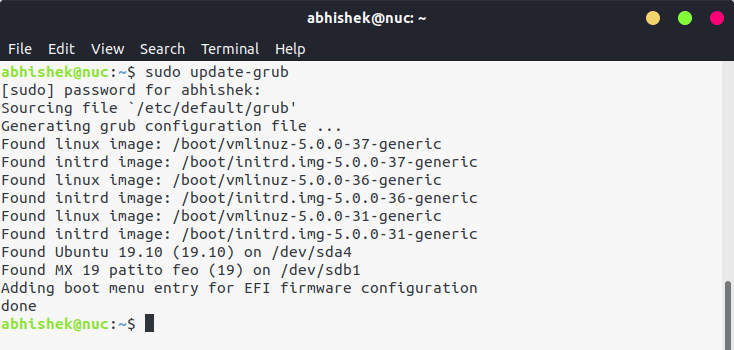 abhishek@nuc: ~
File Edit View Search Terminal Help
abhishek@nuc:~$ sudo update-grub
[sudo] password for abhishek:
Sourcing file `/etc/default/grub'
Generating grub configuration file ...
Found linux image: /boot/vmlinuz-5.0.0-37-generic
Found initrd image: /boot/initrd.img-5.0.0-37-generic
Found linux image: /boot/vmlinuz-5.0.0-36-generic
Found initrd image: /boot/initrd.img-5.0.0-36-generic
Found linux image: /boot/vmlinuz-5.0.0-31-generic
Found initrd image: /boot/initrd.img-5.0.0-31-generic
Found Ubuntu 19.10 (19.10) on /dev/sda4
Found MX 19 patito feo (19) on /dev/sdb1
Adding boot menu entry for EFI firmware configuration
done
abhishek@nuc:~$